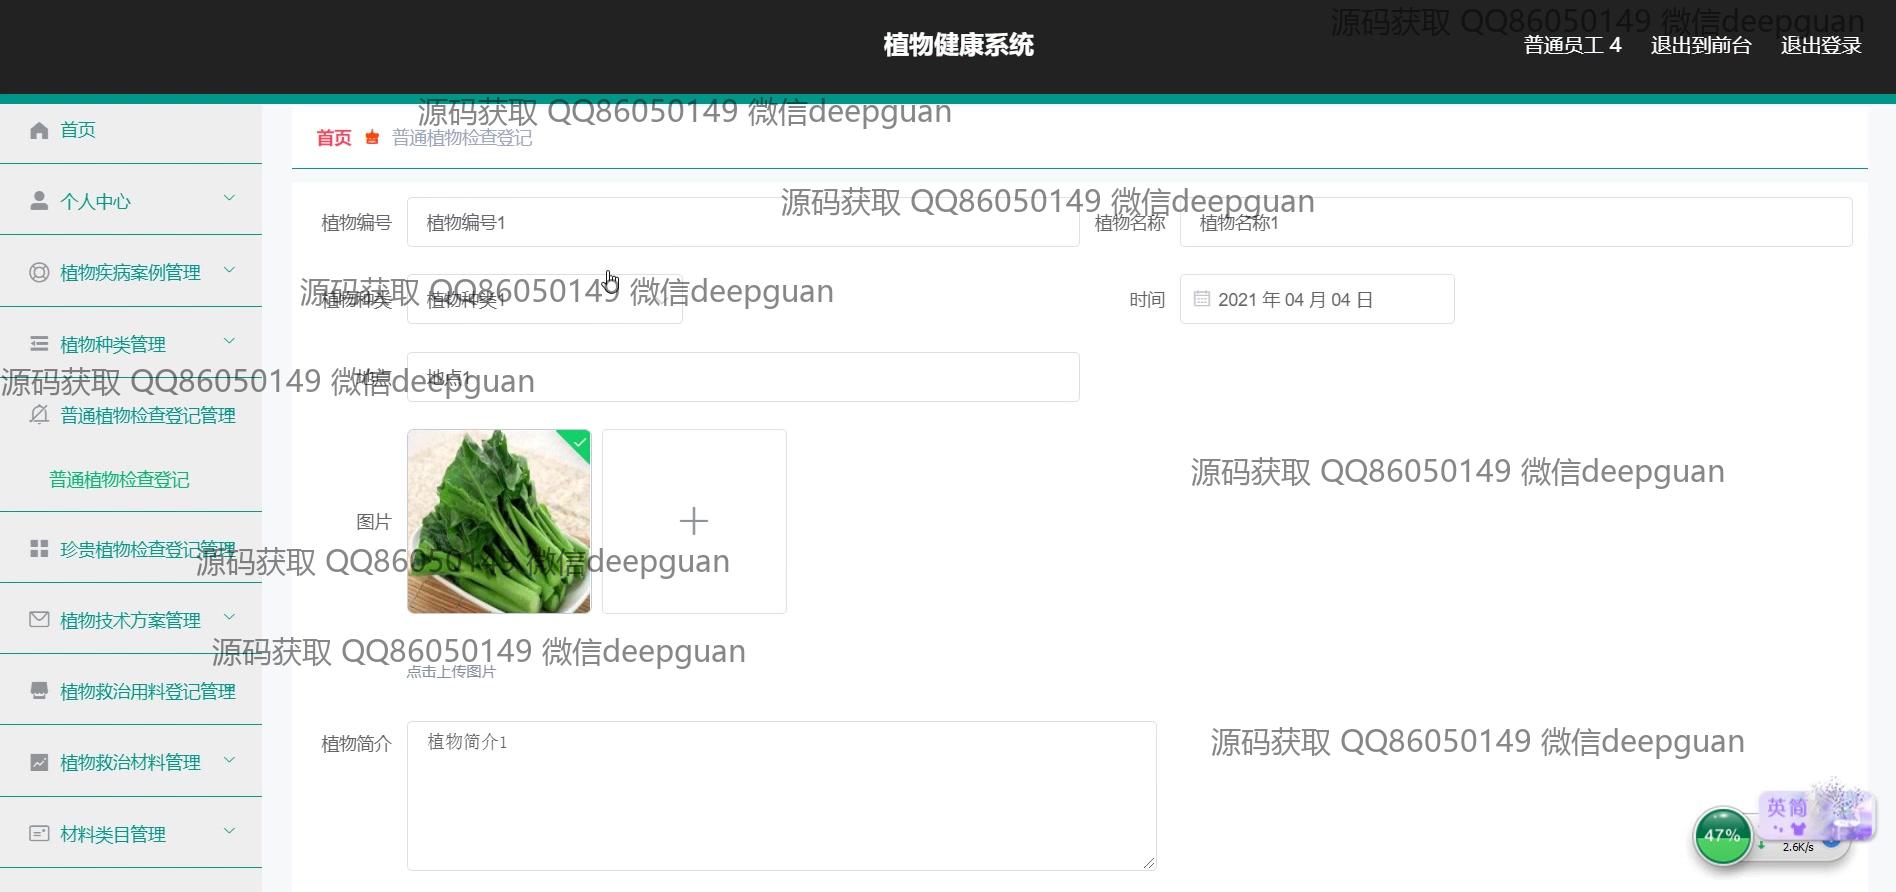 源码获取 QQ86050149 微信deepguan
植物健康系统
普通员工 4 退出到前台 退出登录
源码获取 QQ86050149 微信deepguan
首页
首页 普通植物检查登记
个人中心
源码获取 QQ86050149 微信deepguan
植物编号 植物编号1
植物名称 植物名称1
植物疾病案例管理
源码获取 QQ86050149 微信deepguan
植物种类 植物种类1
时间 2021 年 04 月 04 日
植物种类管理
源码获取 QQ86050149 微信deepguan
地点 地点1
普通植物检查登记管理
源码获取 QQ86050149 微信deepguan
普通植物检查登记
图片
珍贵植物检查登记管理
源码获取 QQ86050149 微信deepguan
植物技术方案管理
源码获取 QQ86050149 微信deepguan
点击上传图片
植物救治用料登记管理
植物简介 植物简介1
源码获取 QQ86050149 微信deepguan
植物救治材料管理
英简
材料类目管理
47%
2.6K/s